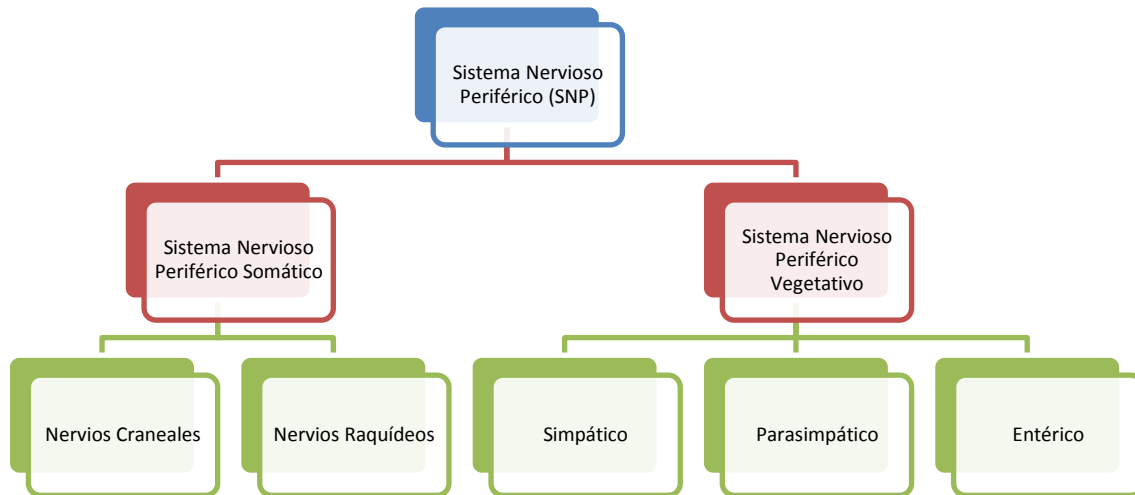 Sistema Nervioso
Periférico (SNP)
Sistema Nervioso
Periférico Somático
Sistema Nervioso
Periférico
Vegetativo
Nervios Craneales
Nervios Raquídeos
Simpático
Parasimpático
Entérico